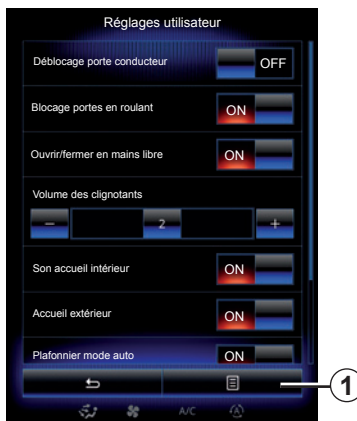 Réglages utilisateur
Déblocage porte conducteur OFF
Blocage portes en roulant ON
Ouvrir/fermer en mains libre ON
Volume des clignotants
− 2 +
Son accueil intérieur ON
Accueil extérieur ON
Plafonnier mode auto ON
1
A/C A